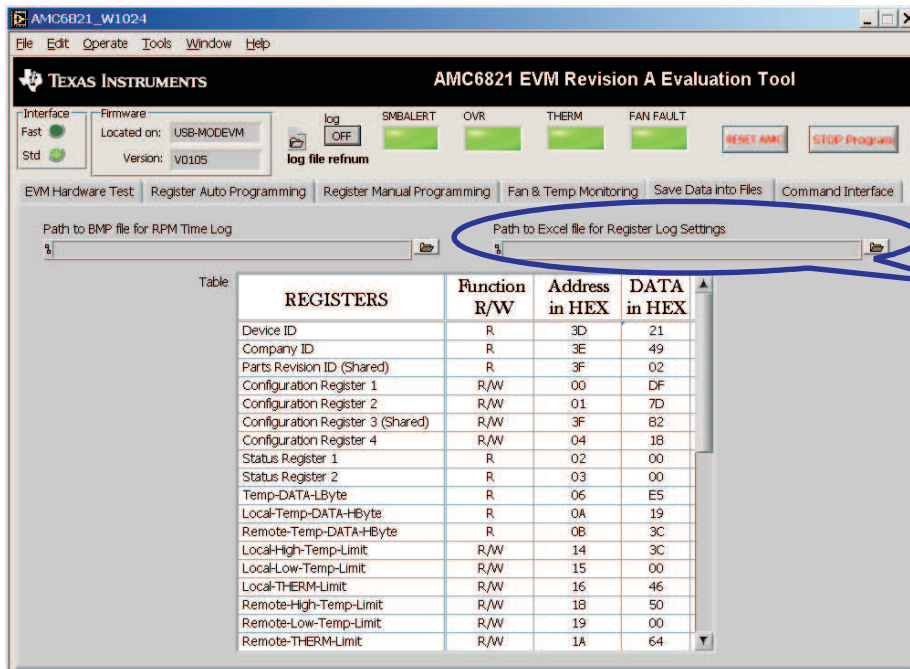 AMC6821_W1024
File Edit Operate Tools Window Help
TEXAS INSTRUMENTS
AMC6821 EVM Revision A Evaluation Tool
Interface
Fast
Std
Firmware
Located on: USB-MODEVM
Version: V0105
log
OFF
log file refnum
SMBALERT OVR THERM FAN FAULT
RESET AMC
STOP Program
EVM Hardware Test Register Auto Programming Register Manual Programming Fan & Temp Monitoring Save Data into Files Command Interface
Path to BMP file for RPM Time Log
Path to Excel file for Register Log Settings
Table
REGISTERS Function R/W Address in HEX DATA in HEX
Device ID R 3D 21
Company ID R 3E 49
Parts Revision ID (Shared) R 3F 02
Configuration Register 1 R/W 00 DF
Configuration Register 2 R/W 01 7D
Configuration Register 3 (Shared) R/W 3F 82
Configuration Register 4 R/W 04 18
Status Register 1 R 02 00
Status Register 2 R 03 00
Temp-DATA-LByte R 06 E5
Local-Temp-DATA-HByte R 0A 19
Remote-Temp-DATA-HByte R 0B 3C
Local-High-Temp-Limit R/W 14 3C
Local-Low-Temp-Limit R/W 15 00
Local-THERM-Limit R/W 16 46
Remote-High-Temp-Limit R/W 18 50
Remote-Low-Temp-Limit R/W 19 00
Remote-THERM-Limit R/W 1A 64